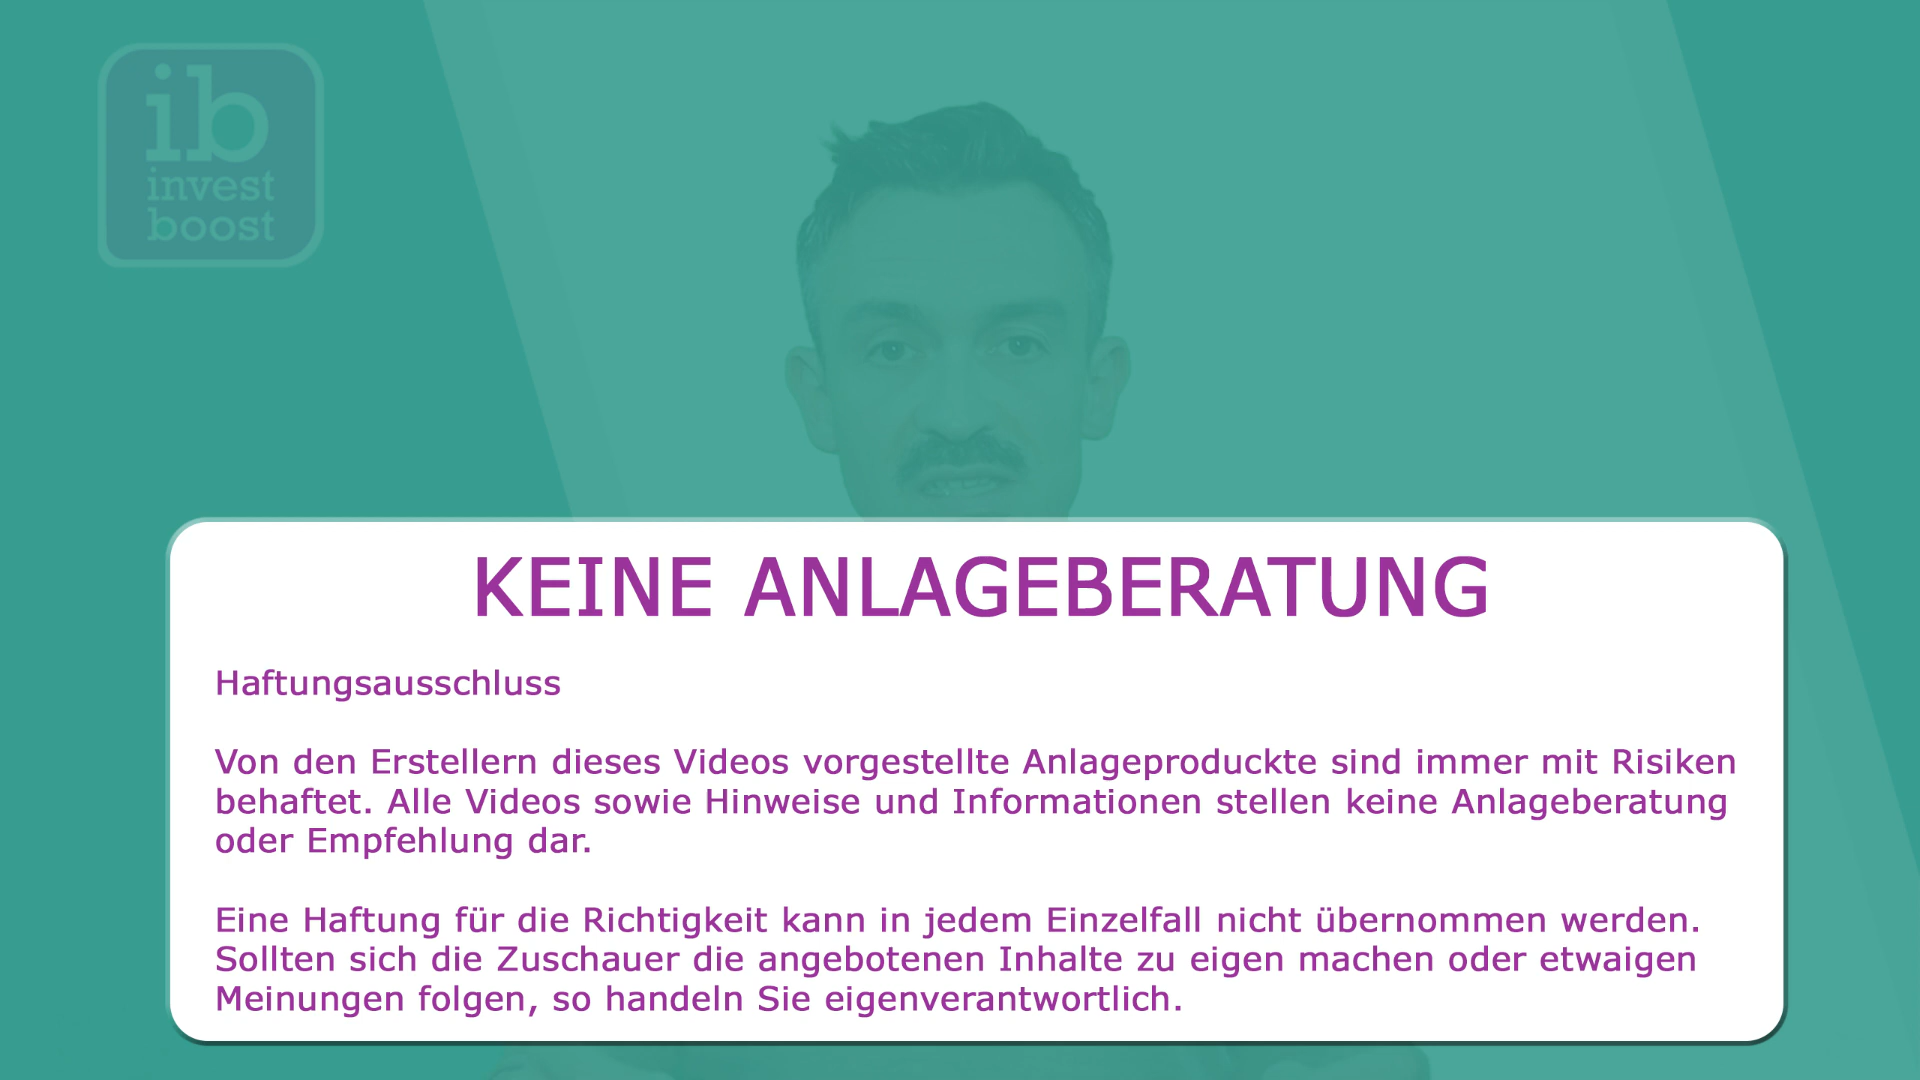 ib
invest
boost
KEINE ANLAGEBERATUNG
Haftungsausschluss
Von den Erstellern dieses Videos vorgestellte Anlageproduckte sind immer mit Risiken
behaftet. Alle Videos sowie Hinweise und Informationen stellen keine Anlageberatung
oder Empfehlung dar.
Eine Haftung für die Richtigkeit kann in jedem Einzelfall nicht übernommen werden.
Sollten sich die Zuschauer die angebotenen Inhalte zu eigen machen oder etwaigen
Meinungen folgen, so handeln Sie eigenverantwortlich.